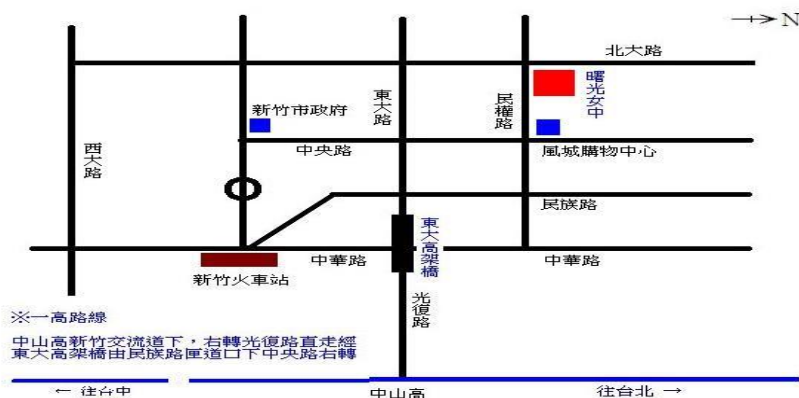 N
北大路
曙光女中
新竹市政府
東大路
民權路
西大路
中央路
風城購物中心
民族路
東大高架橋
中華路
中華路
新竹火車站
光復路
※一高路線
中山高新竹交流道下，右轉光復路直走經
東大高架橋由民族路匝道口下中央路右轉
← 往台中
中山高
往台北 →